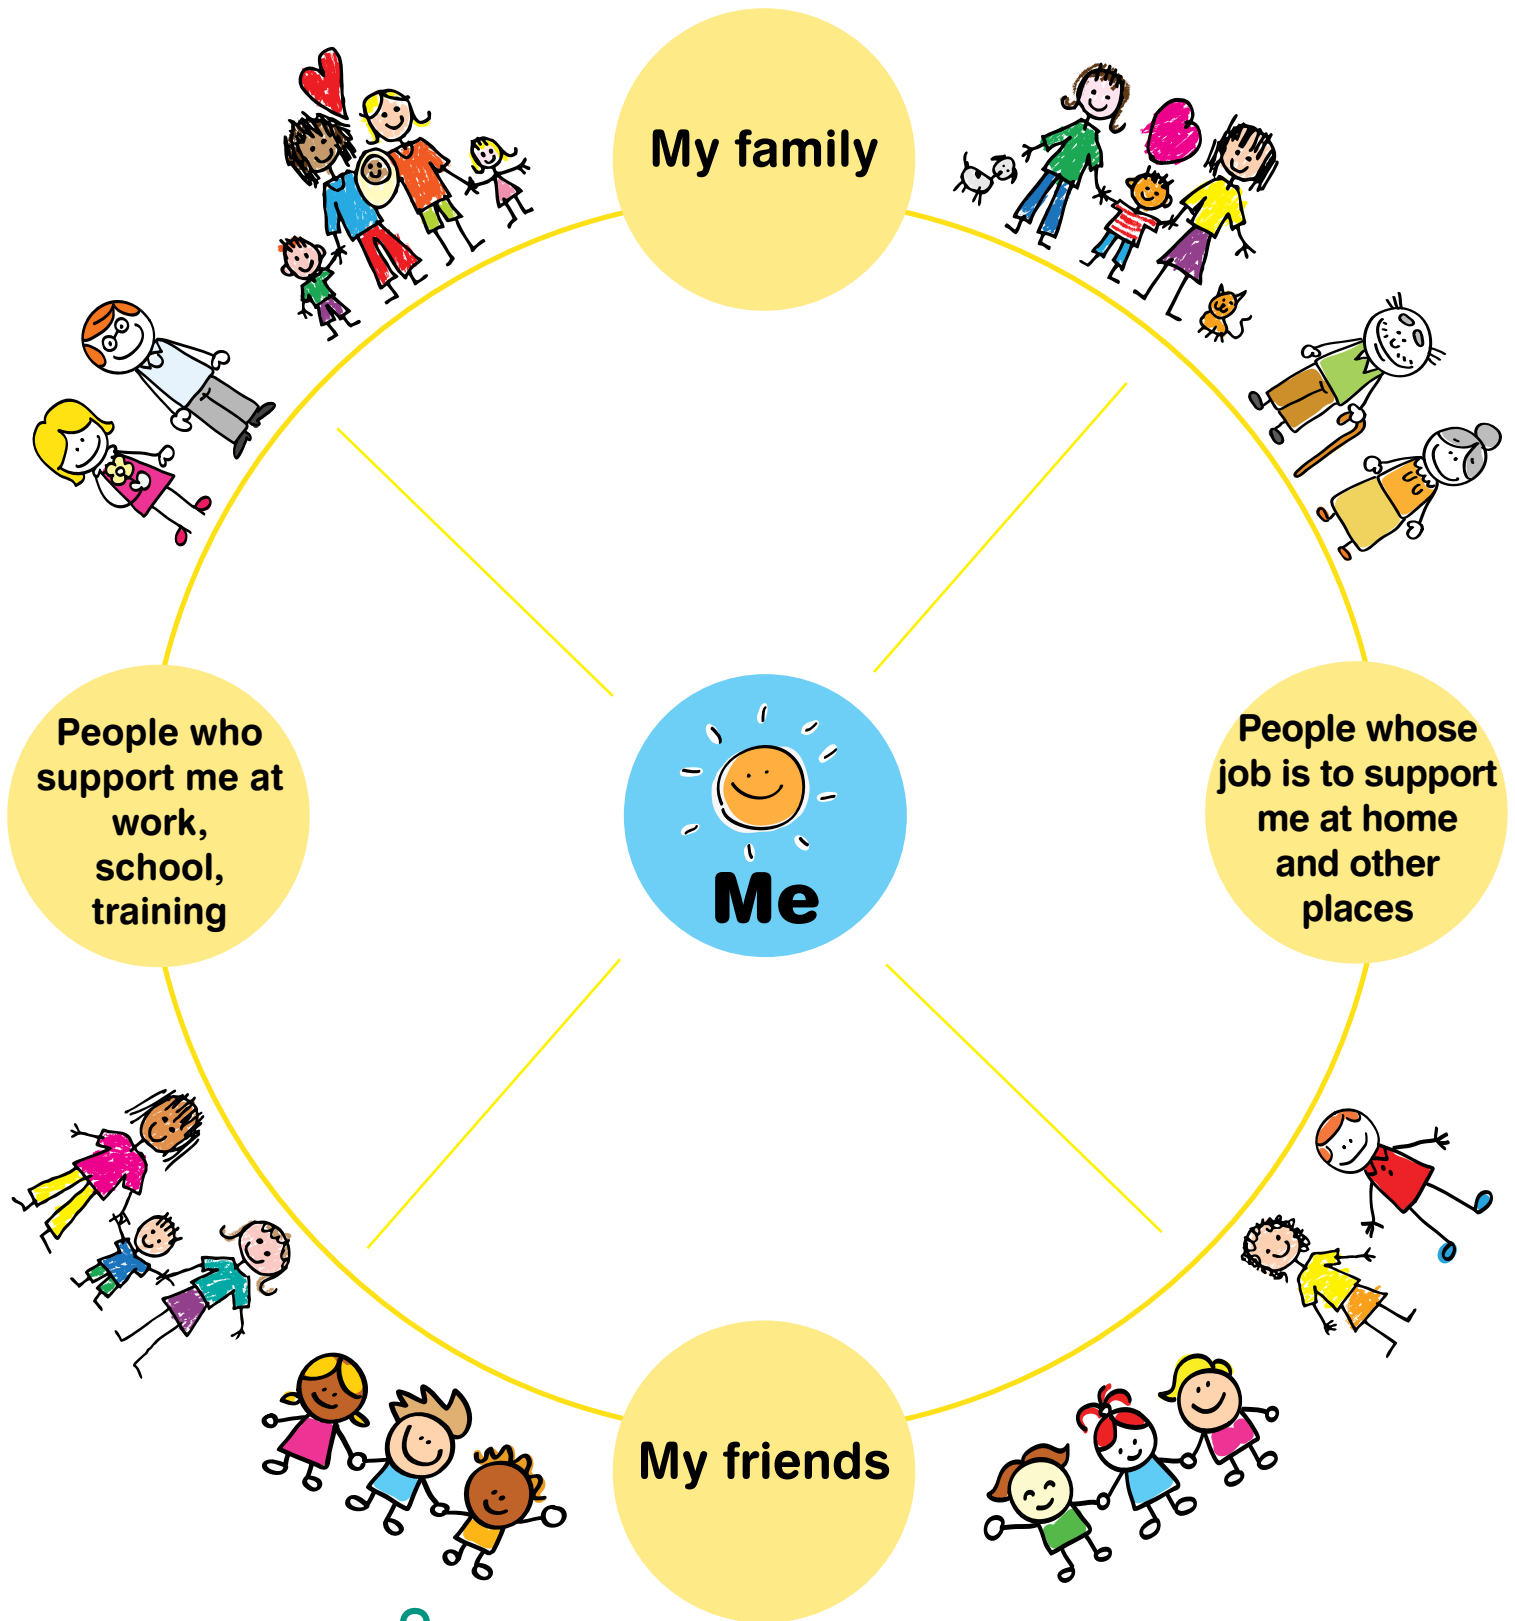 My family
People who
support me at
work,
school,
training
Me
People whose
job is to support
me at home
and other
places
My friends